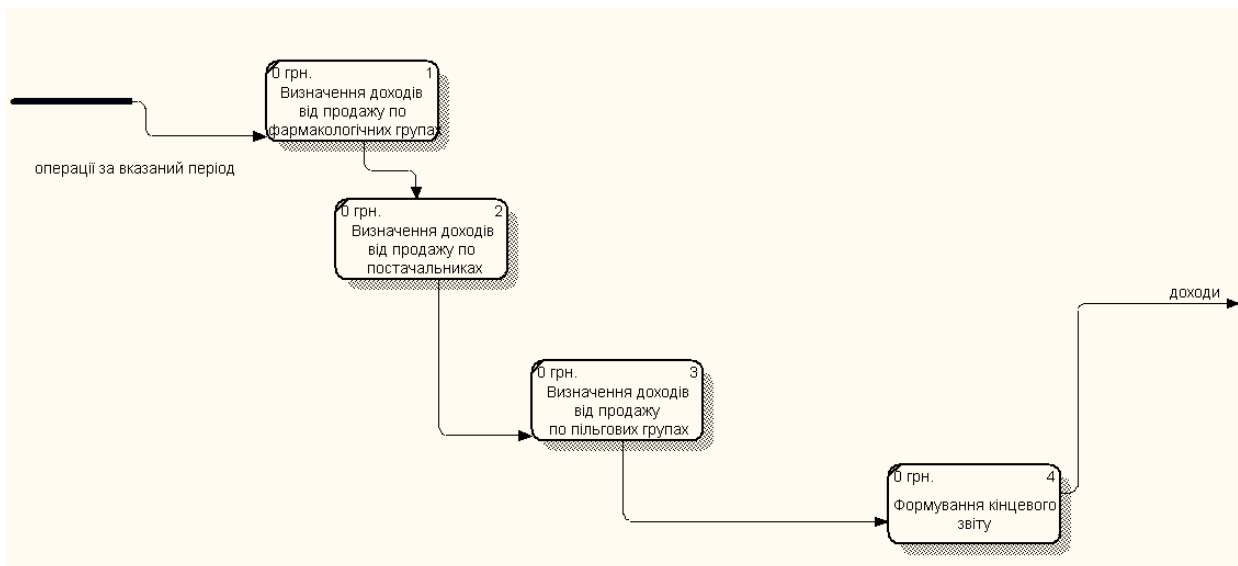 0 грн. 1
Визначення доходів
від продажу по
фармакологічних групах
операції за вказаний період
0 грн. 2
Визначення доходів
від продажу по
постачальниках
доходи
0 грн. 3
Визначення доходів
від продажу
по пільгових групах
0 грн. 4
Формування кінцевого
звіту